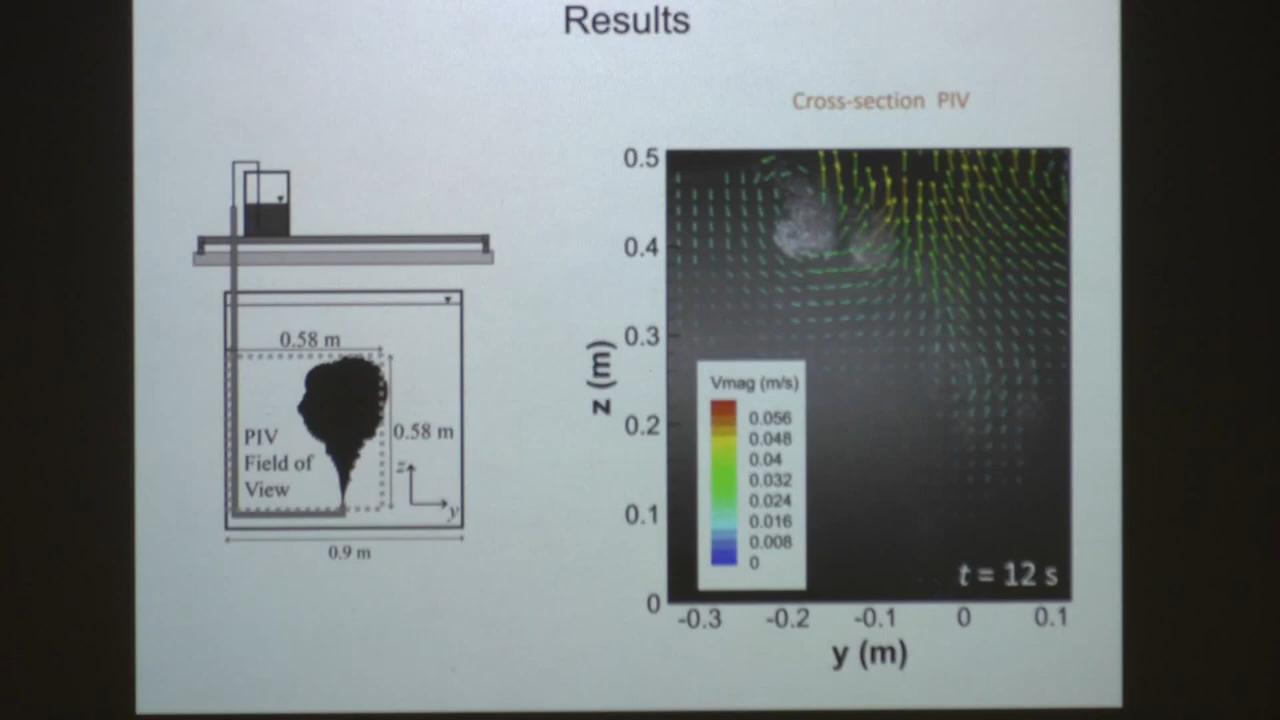 Results
0.58 m
PIV
Field of
View
0.58 m
z
y
0.9 m
Cross-section PIV
0.5
0.4
0.3
0.2
0.1
0
z (m)
Vmag (m/s)
0.056
0.048
0.04
0.032
0.024
0.016
0.008
0
t = 12 s
-0.3 -0.2 -0.1 0 0.1
y (m)